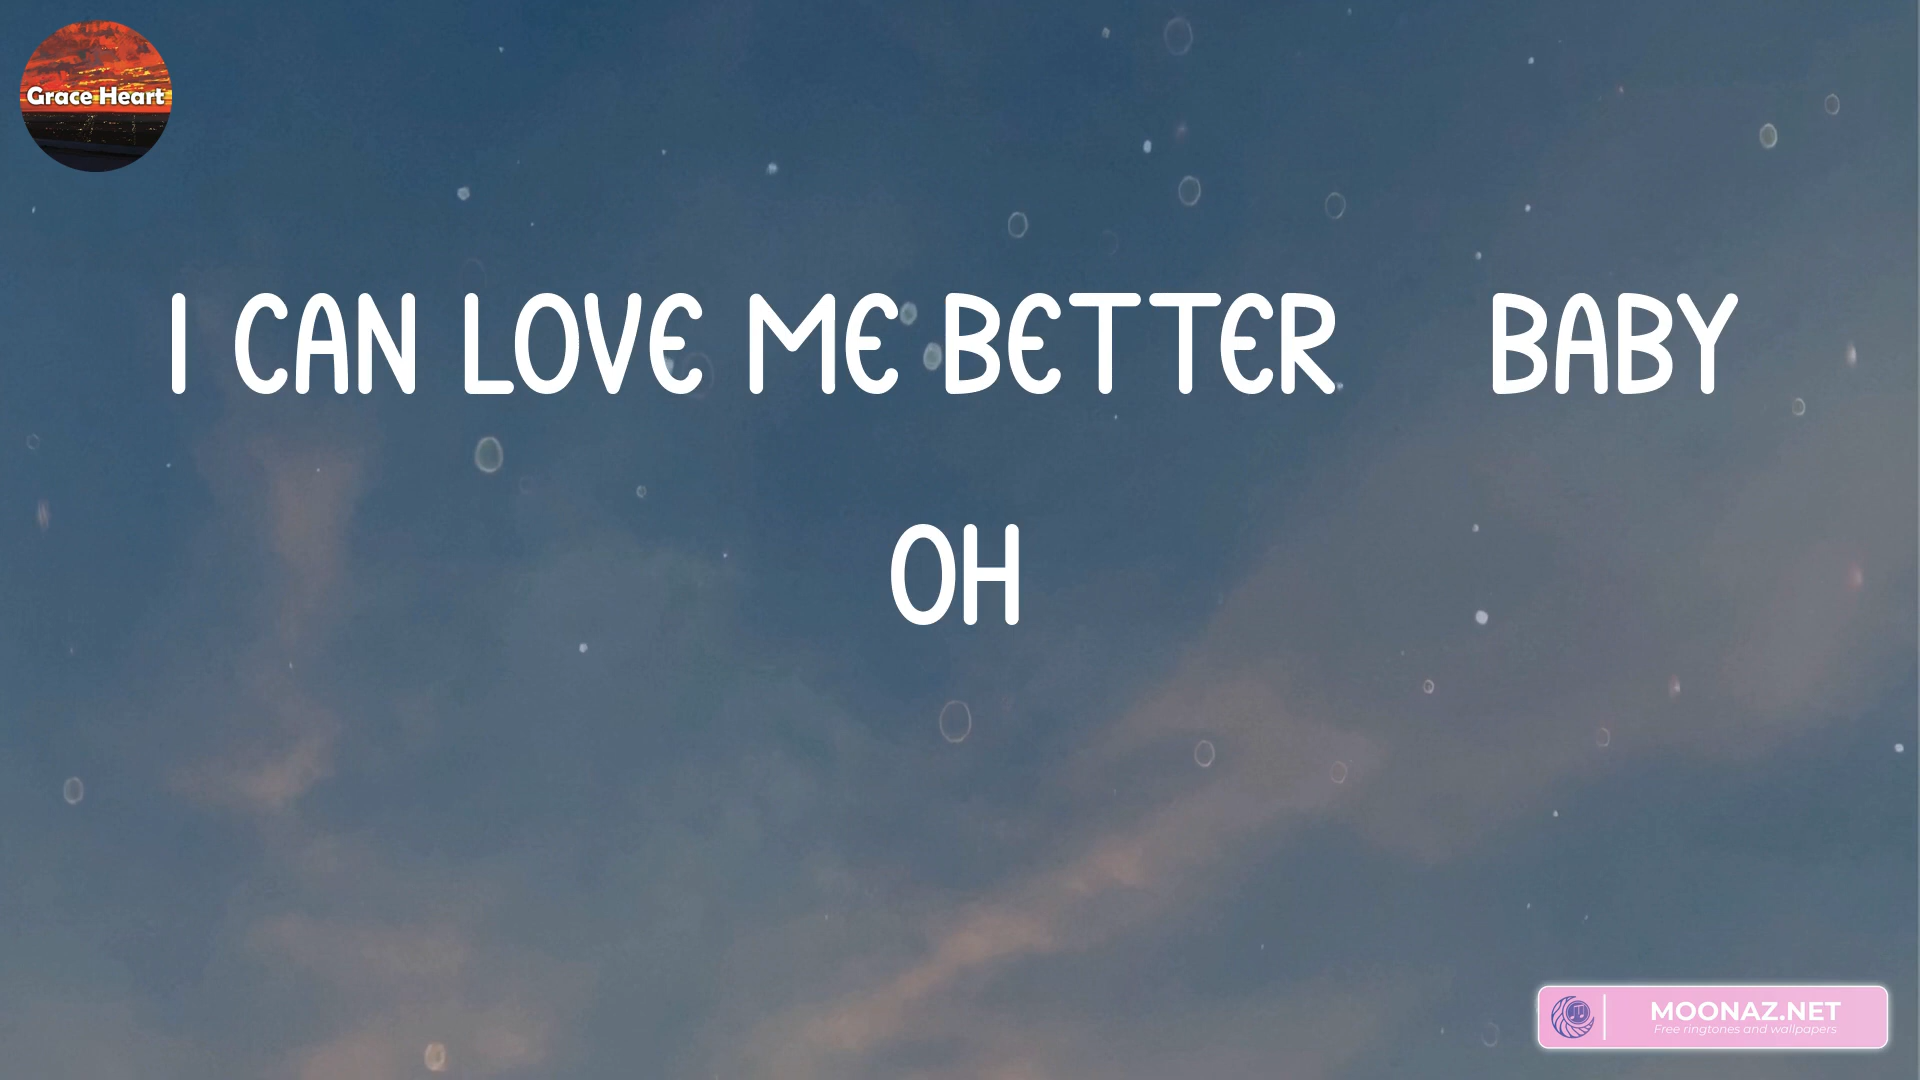 Grace Heart
I CAN LOVE ME BETTER BABY
OH
MOONAZ.NET
Free ringtones and wallpapers